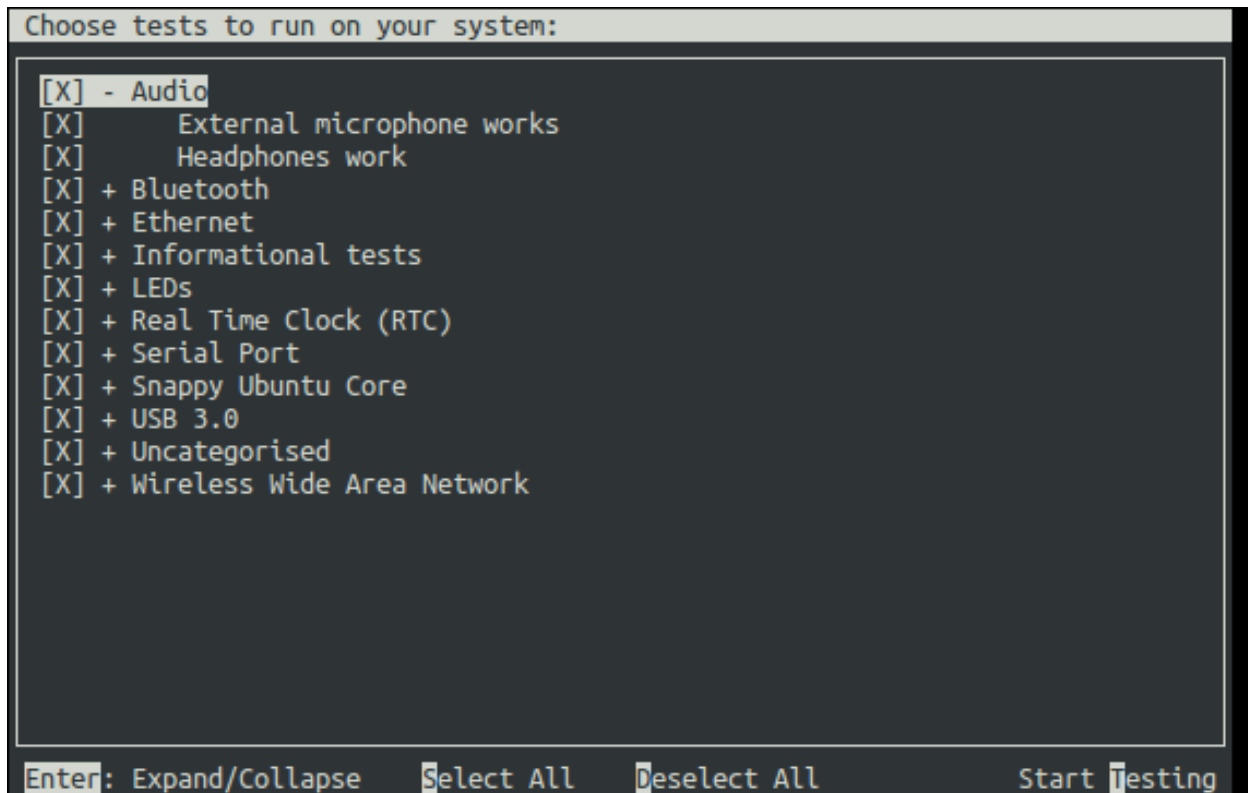 Choose tests to run on your system:
[X] - Audio
[X] External microphone works
[X] Headphones work
[X] + Bluetooth
[X] + Ethernet
[X] + Informational tests
[X] + LEDs
[X] + Real Time Clock (RTC)
[X] + Serial Port
[X] + Snappy Ubuntu Core
[X] + USB 3.0
[X] + Uncategorised
[X] + Wireless Wide Area Network
Enter: Expand/Collapse Select All Deselect All Start Testing